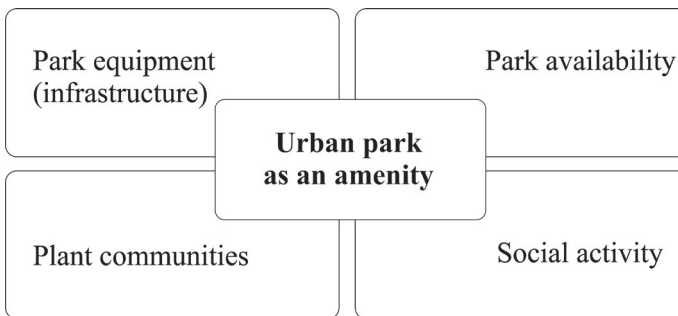 Park equipment
(infrastructure)
Park availability
Urban park
as an amenity
Plant communities
Social activity